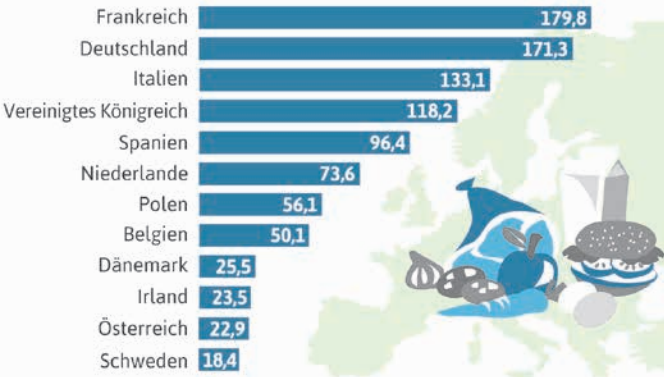 Frankreich 179,8
Deutschland 171,3
Italien 133,1
Vereinigtes Königreich 118,2
Spanien 96,4
Niederlande 73,6
Polen 56,1
Belgien 50,1
Dänemark 25,5
Irland 23,5
Österreich 22,9
Schweden 18,4